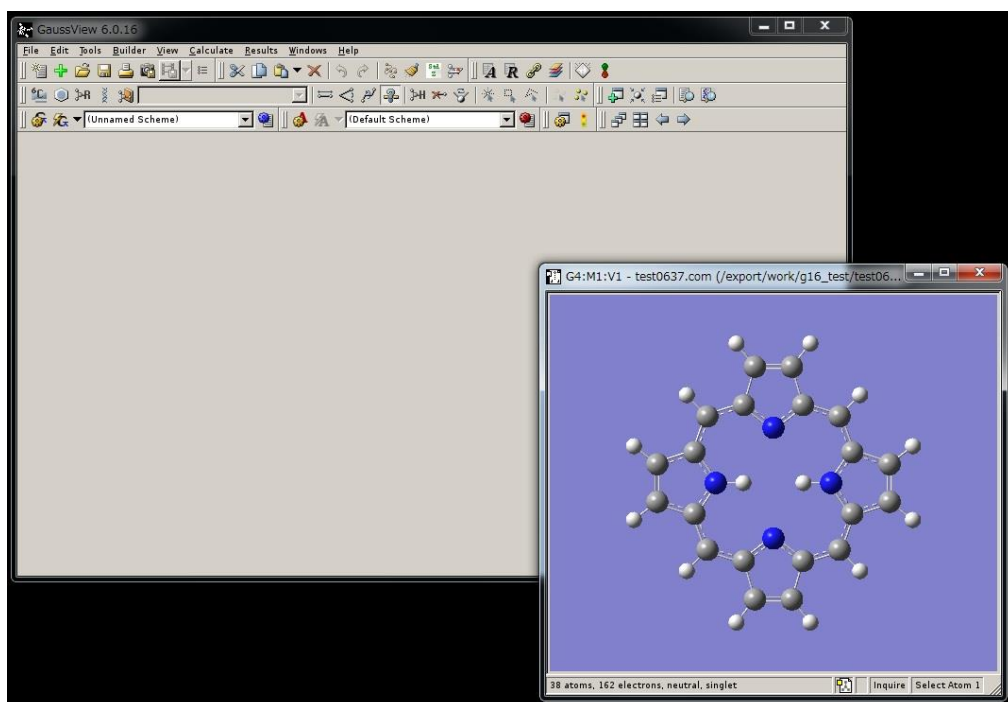 GaussView 6.0.16
File Edit Tools Builder View Calculate Results Windows Help
A R
(Unnamed Scheme) (Default Scheme)
G4:M1:V1 - test0637.com (/export/work/g16_test/test06...
38 atoms, 162 electrons, neutral, singlet Inquire Select Atom 1